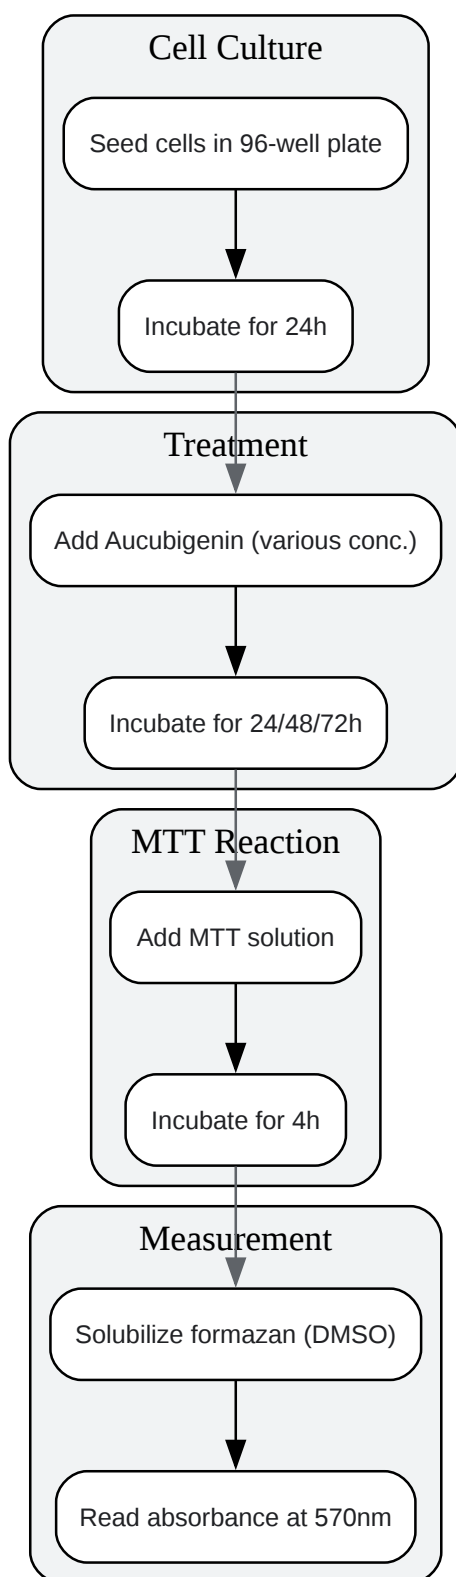 Cell Culture
Seed cells in 96-well plate
Incubate for 24h
Treatment
Add Aucubigenin (various conc.)
Incubate for 24/48/72h
MTT Reaction
Add MTT solution
Incubate for 4h
Measurement
Solubilize formazan (DMSO)
Read absorbance at 570nm